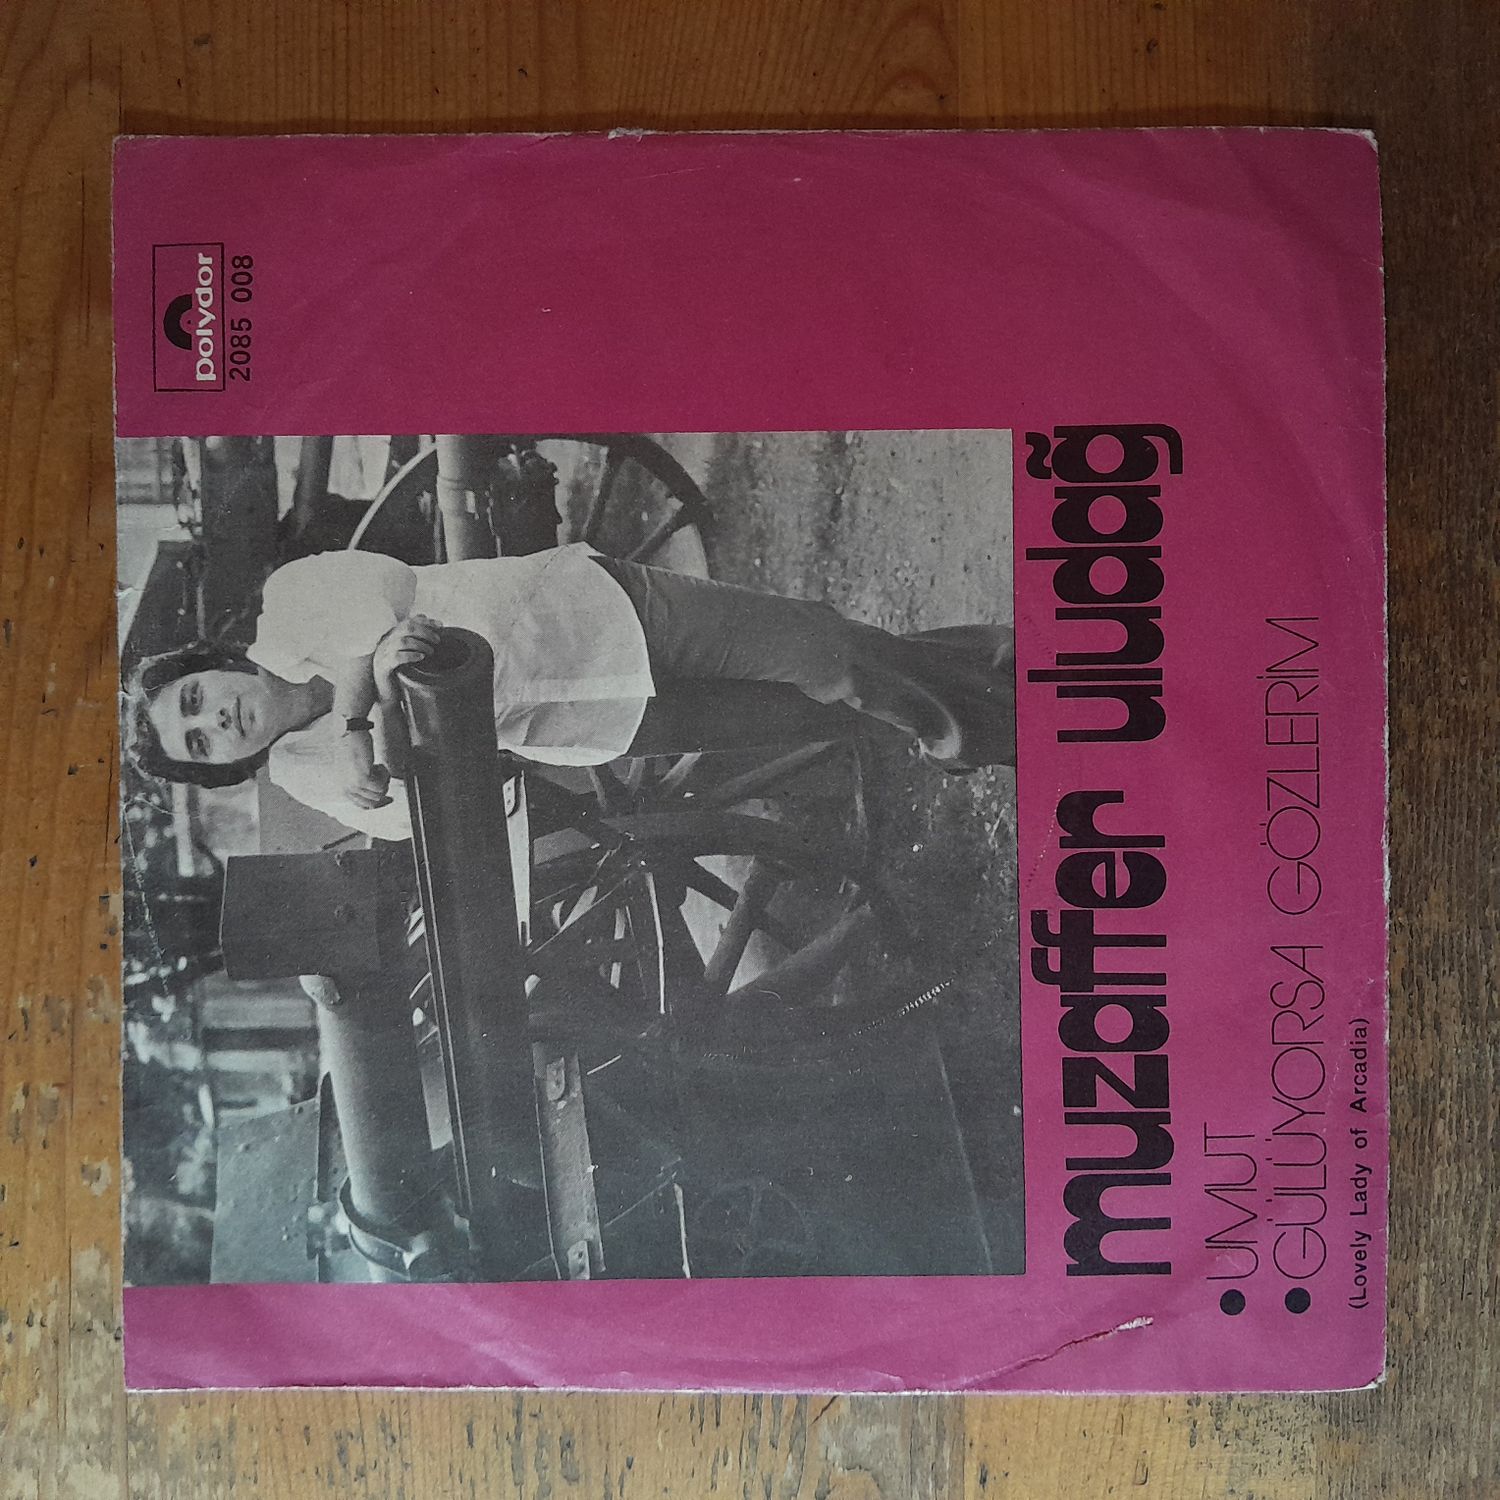 polydor
2085 008
muzaffer uludağ
● UMUT
● GÜLÜYORSA GÖZLERİM
(Lovely Lady of Arcadia)